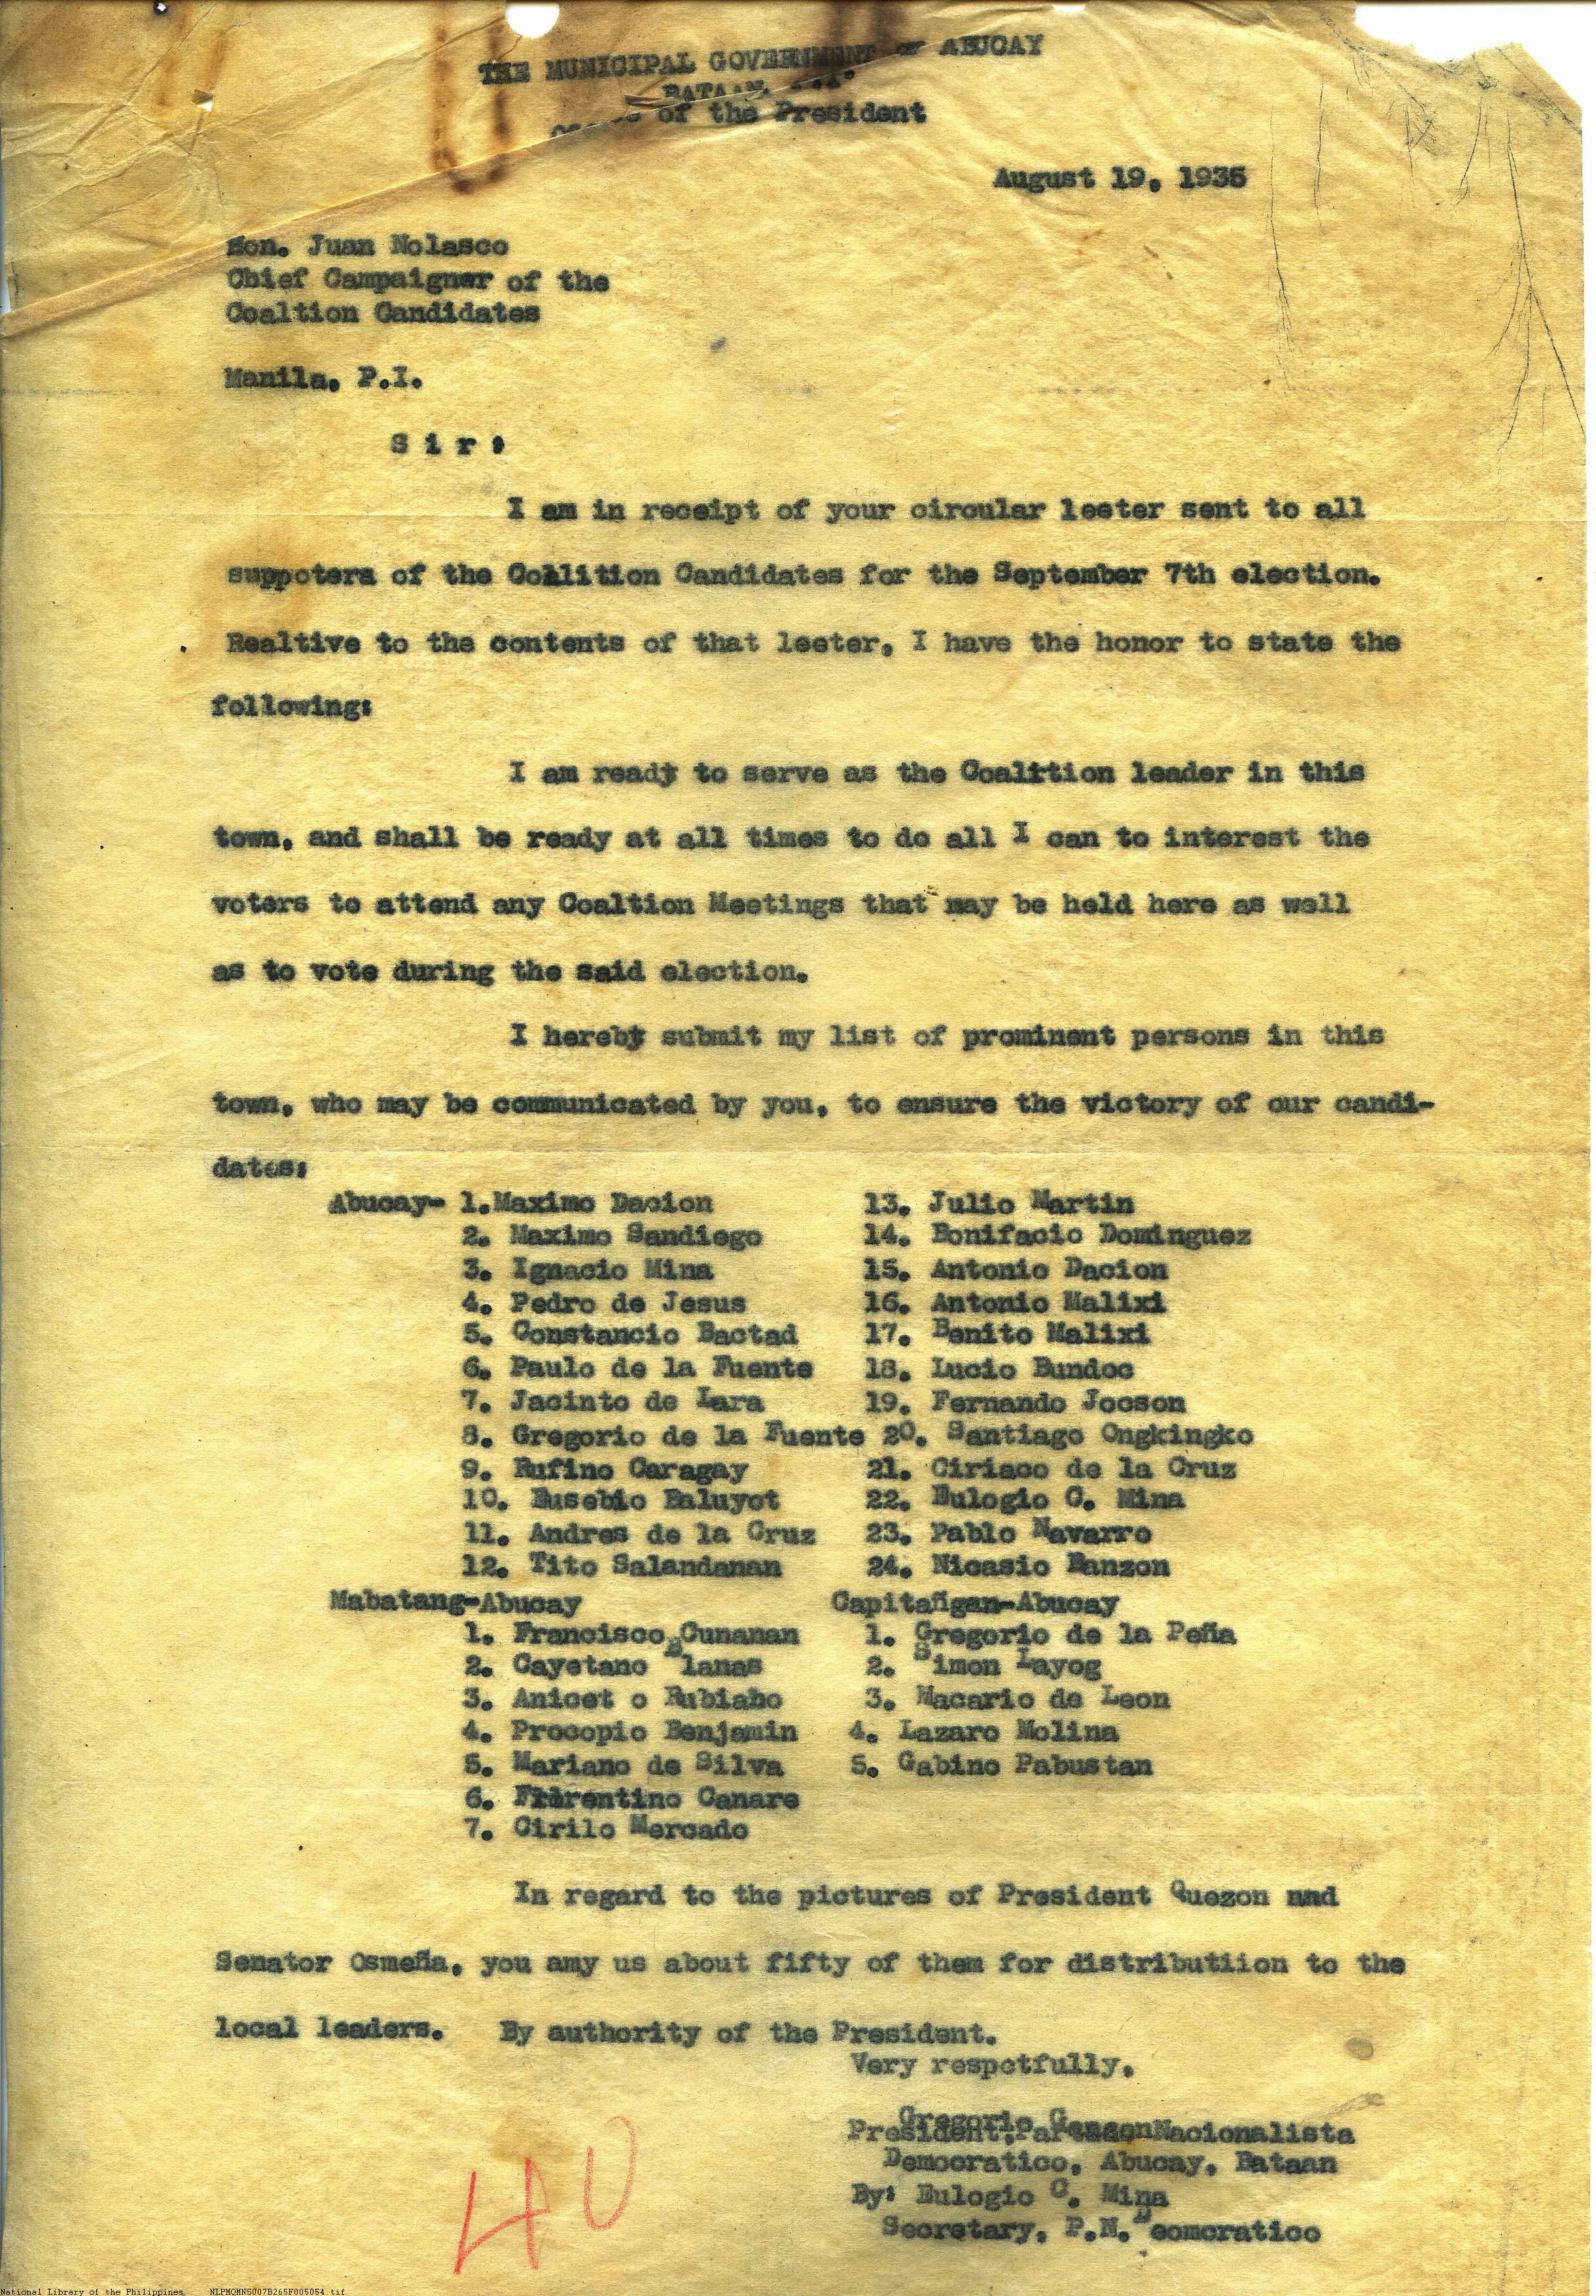 THE MUNICIPAL GOVERNMENT OF ABUCAY
BATAAN, P.I.
of the President
August 19, 1935
Hon. Juan Nolasco
Chief Campaigner of the
Coaltion Candidates
Manila, P.I.
S i r :
I am in receipt of your circular leeter sent to all
suppoters of the Coalition Candidates for the September 7th election.
Realtive to the contents of that leeter, I have the honor to state the
following:
I am ready to serve as the Coalition leader in this
town, and shall be ready at all times to do all I can to interest the
voters to attend any Coaltion Meetings that may be held here as well
as to vote during the said election.
I hereby submit my list of prominent persons in this
town, who may be communicated by you, to ensure the victory of our candi-
dates:
Abucay- 1.Maximo Dacion 13. Julio Martin
2. Maximo Sandiego 14. Bonifacio Dominguez
3. Ignacio Mina 15. Antonio Dacion
4. Pedro de Jesus 16. Antonio Malixi
5. Constancio Bactad 17. Benito Malixi
6. Paulo de la Fuente 18. Lucio Bundoc
7. Jacinto de Lara 19. Fernando Jocson
8. Gregorio de la Fuente 20. Santiago Ongkingko
9. Rufino Caragay 21. Ciriaco de la Cruz
10. Eusebio Baluyot 22. Eulogio C. Mina
11. Andres de la Cruz 23. Pablo Navarro
12. Tito Salandanan 24. Nicasio Banzon
Mabatang-Abucay Capitañgan-Abucay
1. Francisco Cunanan 1. Gregorio de la Peña
2. Cayetano Blanas 2. Simon Layog
3. Anicet o Rubiaho 3. Macario de Leon
4. Procopio Benjamin 4. Lazaro Molina
5. Mariano de Silva 5. Gabino Pabustan
6. Florentino Canare
7. Cirilo Mercado
In regard to the pictures of President Quezon and
Senator Osmeña, you amy us about fifty of them for distributiion to the
local leaders. By authority of the President.
Very respctfully,
Gregorio
President, Partido Nacionalista
Democratico, Abucay, Bataan
By: Eulogio C. Mina
Secretary, P.N. Deomcratico
40
National Library of the Philippines NLPMQMNS007B265F005054.tif